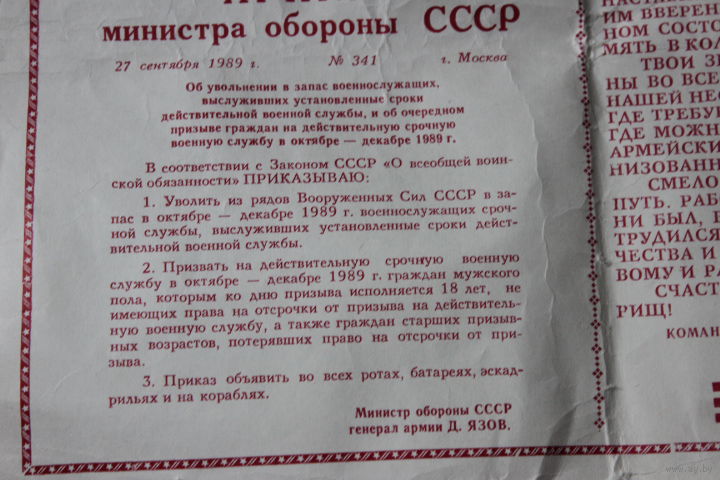 министра обороны СССР
27 сентября 1989 г. № 341 г. Москва
Об увольнении в запас военнослужащих,
выслуживших установленные сроки
действительной военной службы, и об очередном
призыве граждан на действительную срочную
военную службу в октябре — декабре 1989 г.
В соответствии с Законом СССР «О всеобщей воин-
ской обязанности» ПРИКАЗЫВАЮ:
1. Уволить из рядов Вооруженных Сил СССР в за-
пас в октябре — декабре 1989 г. военнослужащих сроч-
ной службы, выслуживших установленные сроки дейст-
вительной военной службы.
2. Призвать на действительную срочную военную
службу в октябре — декабре 1989 г. граждан мужского
пола, которым ко дню призыва исполняется 18 лет, не
имеющих права на отсрочки от призыва на действитель-
ную военную службу, а также граждан старших призыв-
ных возрастов, потерявших право на отсрочки от при-
зыва.
3. Приказ объявить во всех ротах, батареях, эскад-
рильях и на кораблях.
Министр обороны СССР
генерал армии Д. ЯЗОВ.
ИМ ВВЕРЕН
НОМ СОСТО
МЯТЬ В КОЛ
ТВОИ ЗН
НЫ ВО ВСЕ
НАШЕЙ НЕО
ГДЕ ТРЕБУ
ГДЕ МОЖН
АРМЕЙСКИ
НИЗОВАНН
СМЕЛО
ПУТЬ. РАБ
НИ БЫЛ, Г
ТРУДИЛСЯ
ЧЕСТВА И
ВОМУ И РА
СЧАСТ
РИЩ!
КОМАН
www.ay.by